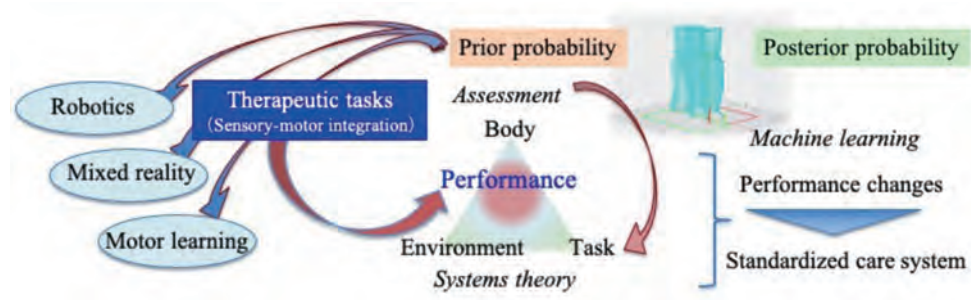 Prior probability
Posterior probability
Robotics
Therapeutic tasks
(Sensory-motor integration)
Assessment
Body
Machine learning
Mixed reality
Performance
Performance changes
Motor learning
Environment
Task
Systems theory
Standardized care system